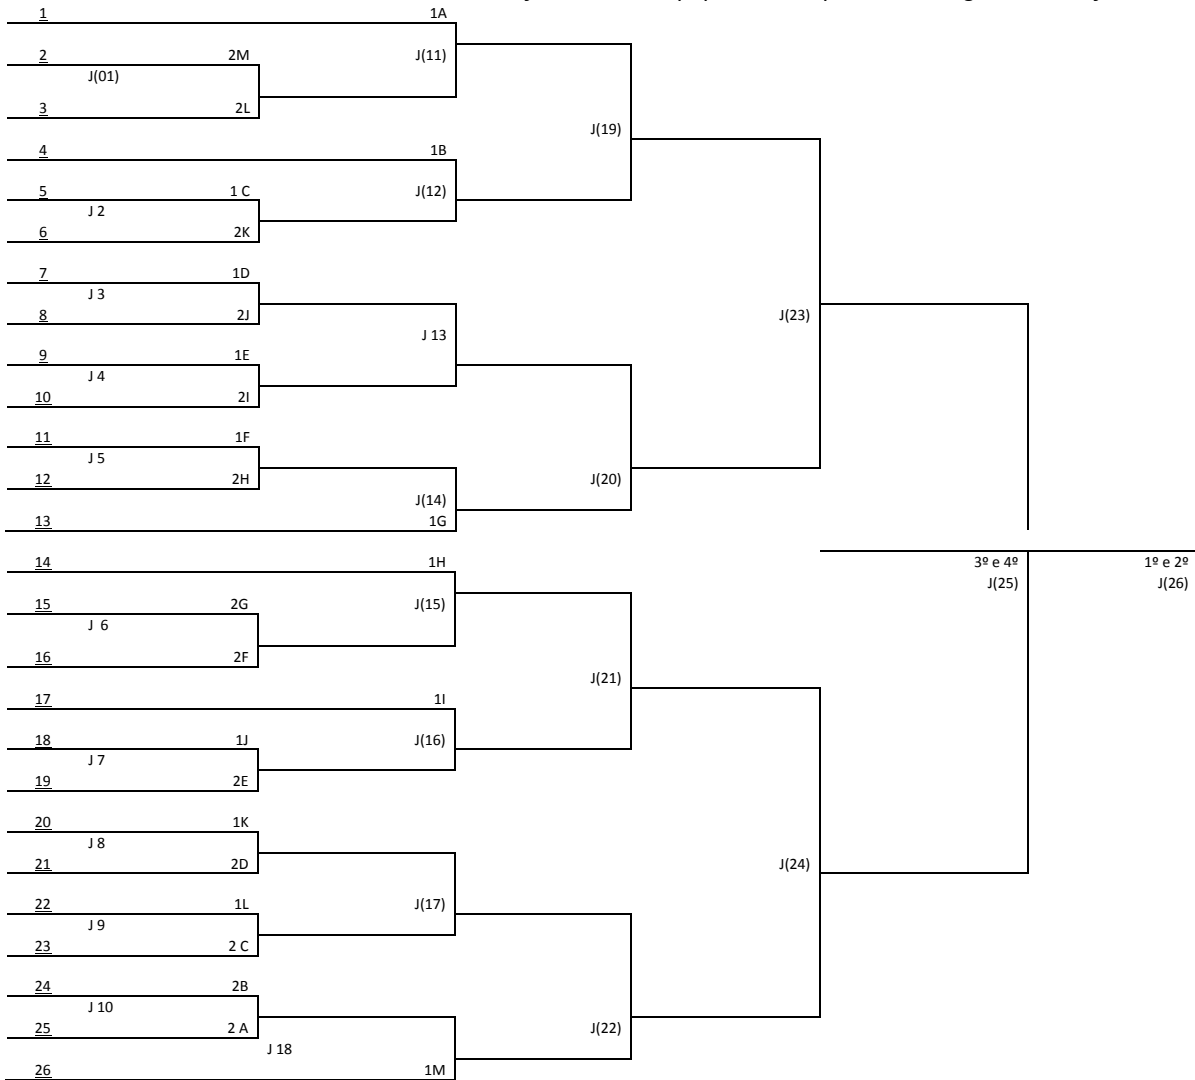 1 1A
2 2M J(11)
J(01)
3 2L
J(19)
4 1B
5 1 C J(12)
J 2
6 2K
7 1D
J 3
8 2J J(23)
J 13
9 1E
J 4
10 2I
11 1F
J 5
12 2H J(20)
J(14)
13 1G
14 1H 3º e 4º 1º e 2º
J(25) J(26)
15 2G J(15)
J 6
16 2F
J(21)
17 1I
18 1J J(16)
J 7
19 2E
20 1K
J 8
21 2D J(24)
22 1L J(17)
J 9
23 2 C
24 2B
J 10
25 2 A J(22)
J 18
26 1M